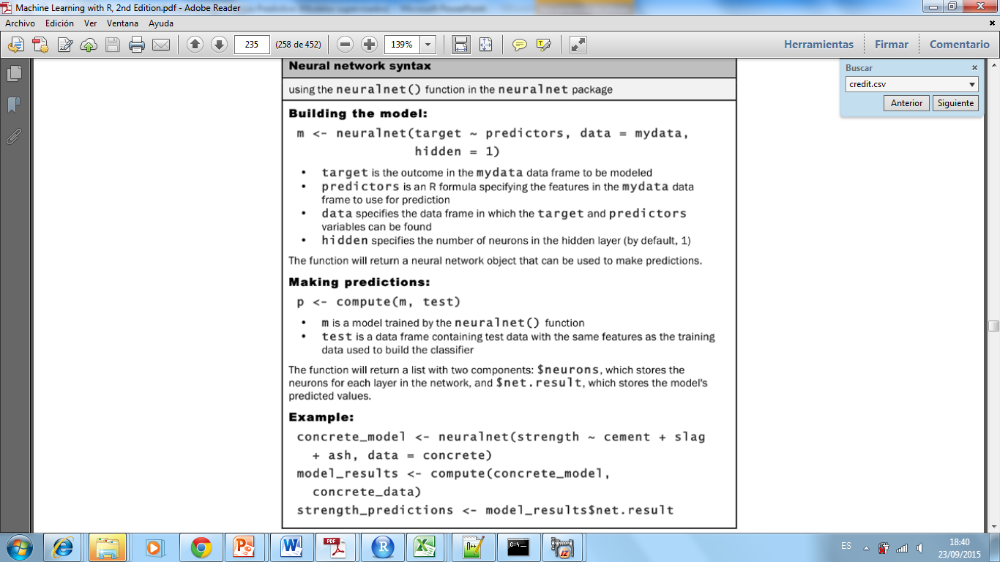 Machine Learning with R, 2nd Edition.pdf - Adobe Reader
Archivo Edición Ver Ventana Ayuda
235 (258 de 452) 139% Herramientas Firmar Comentario
Buscar
credit.csv
Anterior Siguiente
Neural network syntax
using the neuralnet() function in the neuralnet package
Building the model:
m <- neuralnet(target ~ predictors, data = mydata,
hidden = 1)
• target is the outcome in the mydata data frame to be modeled
• predictors is an R formula specifying the features in the mydata data
frame to use for prediction
• data specifies the data frame in which the target and predictors
variables can be found
• hidden specifies the number of neurons in the hidden layer (by default, 1)
The function will return a neural network object that can be used to make predictions.
Making predictions:
p <- compute(m, test)
• m is a model trained by the neuralnet() function
• test is a data frame containing test data with the same features as the training
data used to build the classifier
The function will return a list with two components: $neurons, which stores the
neurons for each layer in the network, and $net.result, which stores the model's
predicted values.
Example:
concrete_model <- neuralnet(strength ~ cement + slag
+ ash, data = concrete)
model_results <- compute(concrete_model,
concrete_data)
strength_predictions <- model_results$net.result
ES
18:40
23/09/2015